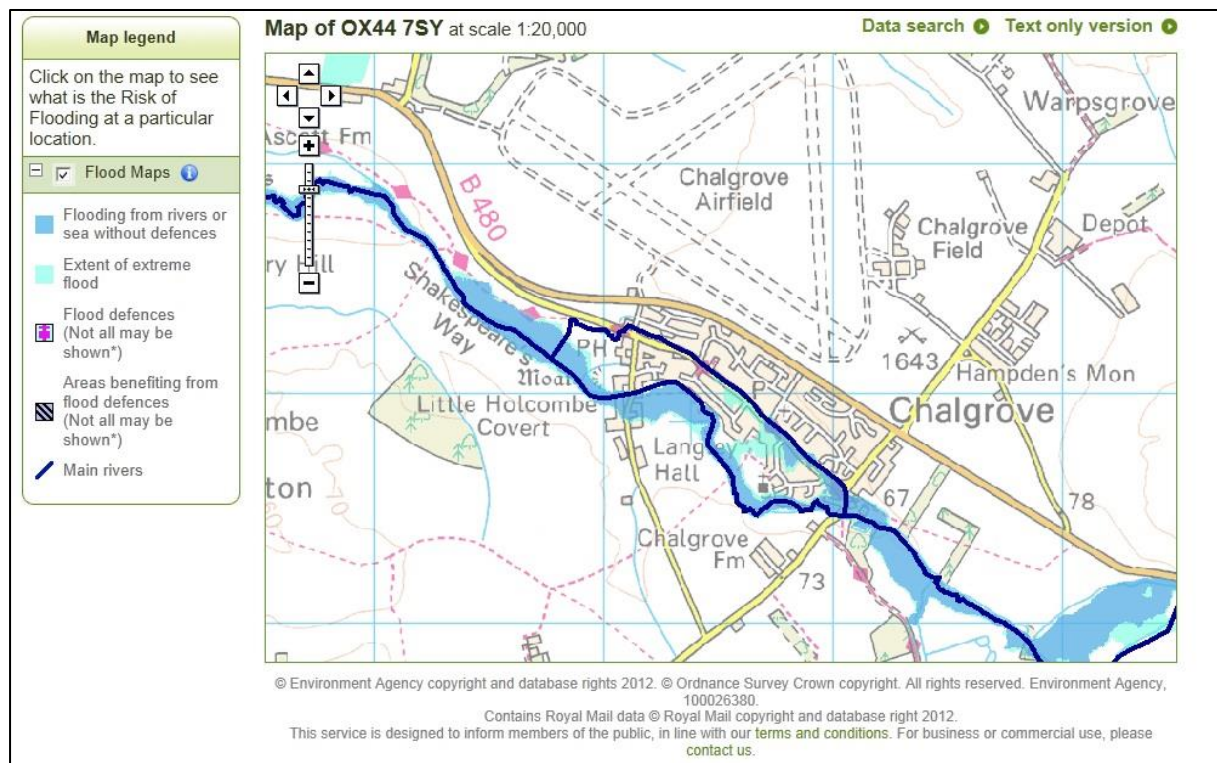 Map legend
Click on the map to see
what is the Risk of
Flooding at a particular
location.
Flood Maps
Flooding from rivers or
sea without defences
Extent of extreme
flood
Flood defences
(Not all may be
shown*)
Areas benefiting from
flood defences
(Not all may be
shown*)
Main rivers
Map of OX44 7SY at scale 1:20,000
Data search
Text only version
Ascott Fm
B 480
ry Hill
Shakespeare's
Way
Chalgrove
Airfield
Warpsgrove
Chalgrove
Field
Depot
PH
Moat
P
1643
Hampden's Mon
Chalgrove
Little Holcombe
Covert
mbe
ton
Langley
Hall
67
78
Chalgrove
Fm
73
70
© Environment Agency copyright and database rights 2012. © Ordnance Survey Crown copyright. All rights reserved. Environment Agency,
100026380.
Contains Royal Mail data © Royal Mail copyright and database right 2012.
This service is designed to inform members of the public, in line with our terms and conditions. For business or commercial use, please
contact us.